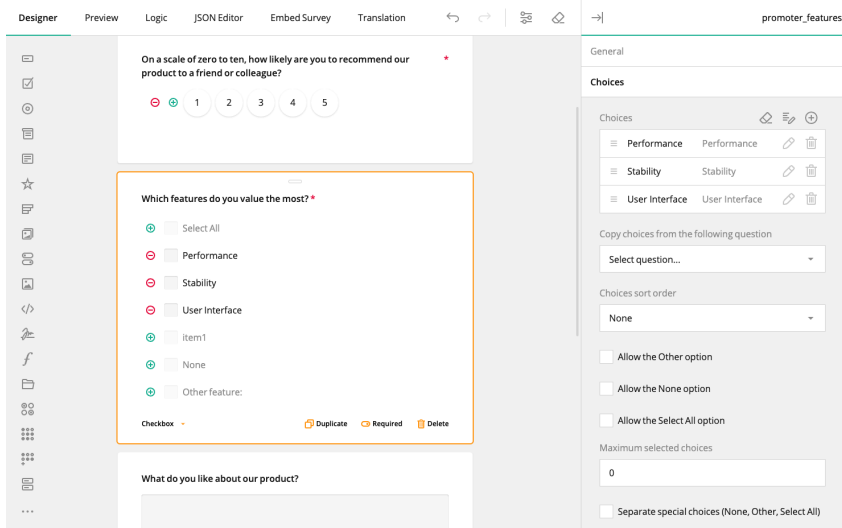 Designer Preview Logic JSON Editor Embed Survey Translation
promoter_features
On a scale of zero to ten, how likely are you to recommend our *
product to a friend or colleague?
1 2 3 4 5
Which features do you value the most? *
Select All
Performance
Stability
User Interface
item1
None
Other feature:
Checkbox Duplicate Required Delete
What do you like about our product?
General
Choices
Choices
Performance Performance
Stability Stability
User Interface User Interface
Copy choices from the following question
Select question...
Choices sort order
None
Allow the Other option
Allow the None option
Allow the Select All option
Maximum selected choices
0
Separate special choices (None, Other, Select All)